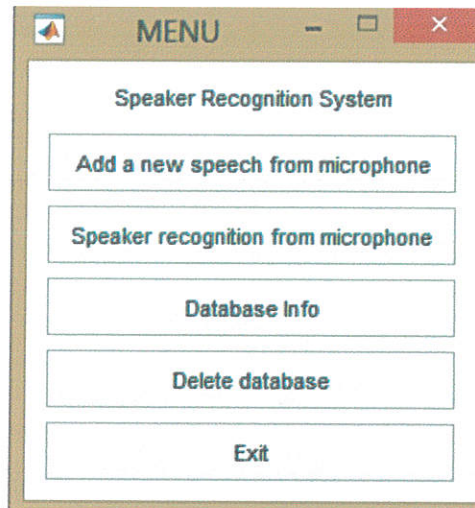 MENU
Speaker Recognition System
Add a new speech from microphone
Speaker recognition from microphone
Database Info
Delete database
Exit